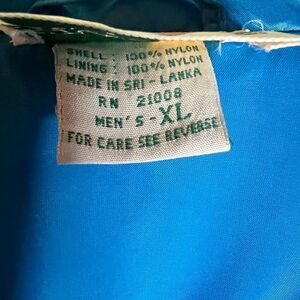 SHELL : 100% NYLON
LINING : 100% NYLON
MADE IN SRI - LANKA
RN 21008
MEN'S - XL
FOR CARE SEE REVERSE